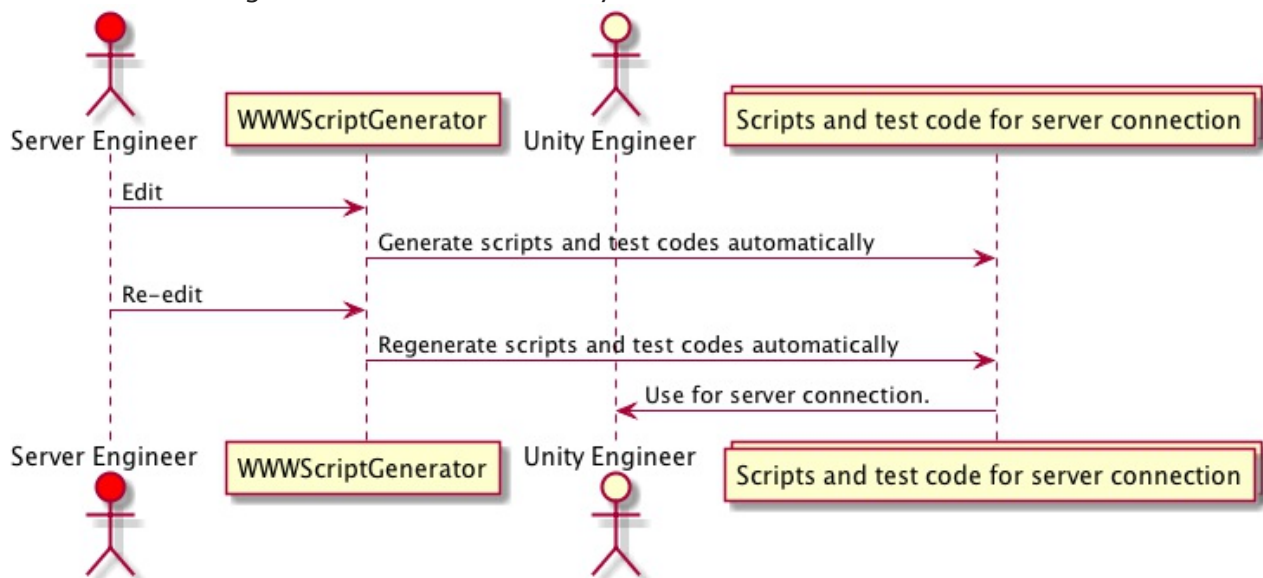 Server Engineer
WWWScriptGenerator
Unity Engineer
Scripts and test code for server connection
Edit
Generate scripts and test codes automatically
Re-edit
Regenerate scripts and test codes automatically
Use for server connection.
Server Engineer
WWWScriptGenerator
Unity Engineer
Scripts and test code for server connection